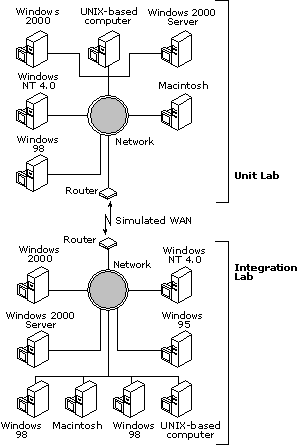 Windows
2000
UNIX-based
computer
Windows 2000
Server
Windows
NT 4.0
Macintosh
Windows
98
Network
Unit Lab
Router
Simulated WAN
Router
Windows
2000
Network
Windows
NT 4.0
Integration
Lab
Windows 2000
Server
Windows
95
Windows
98
Macintosh
Windows
98
UNIX-based
computer